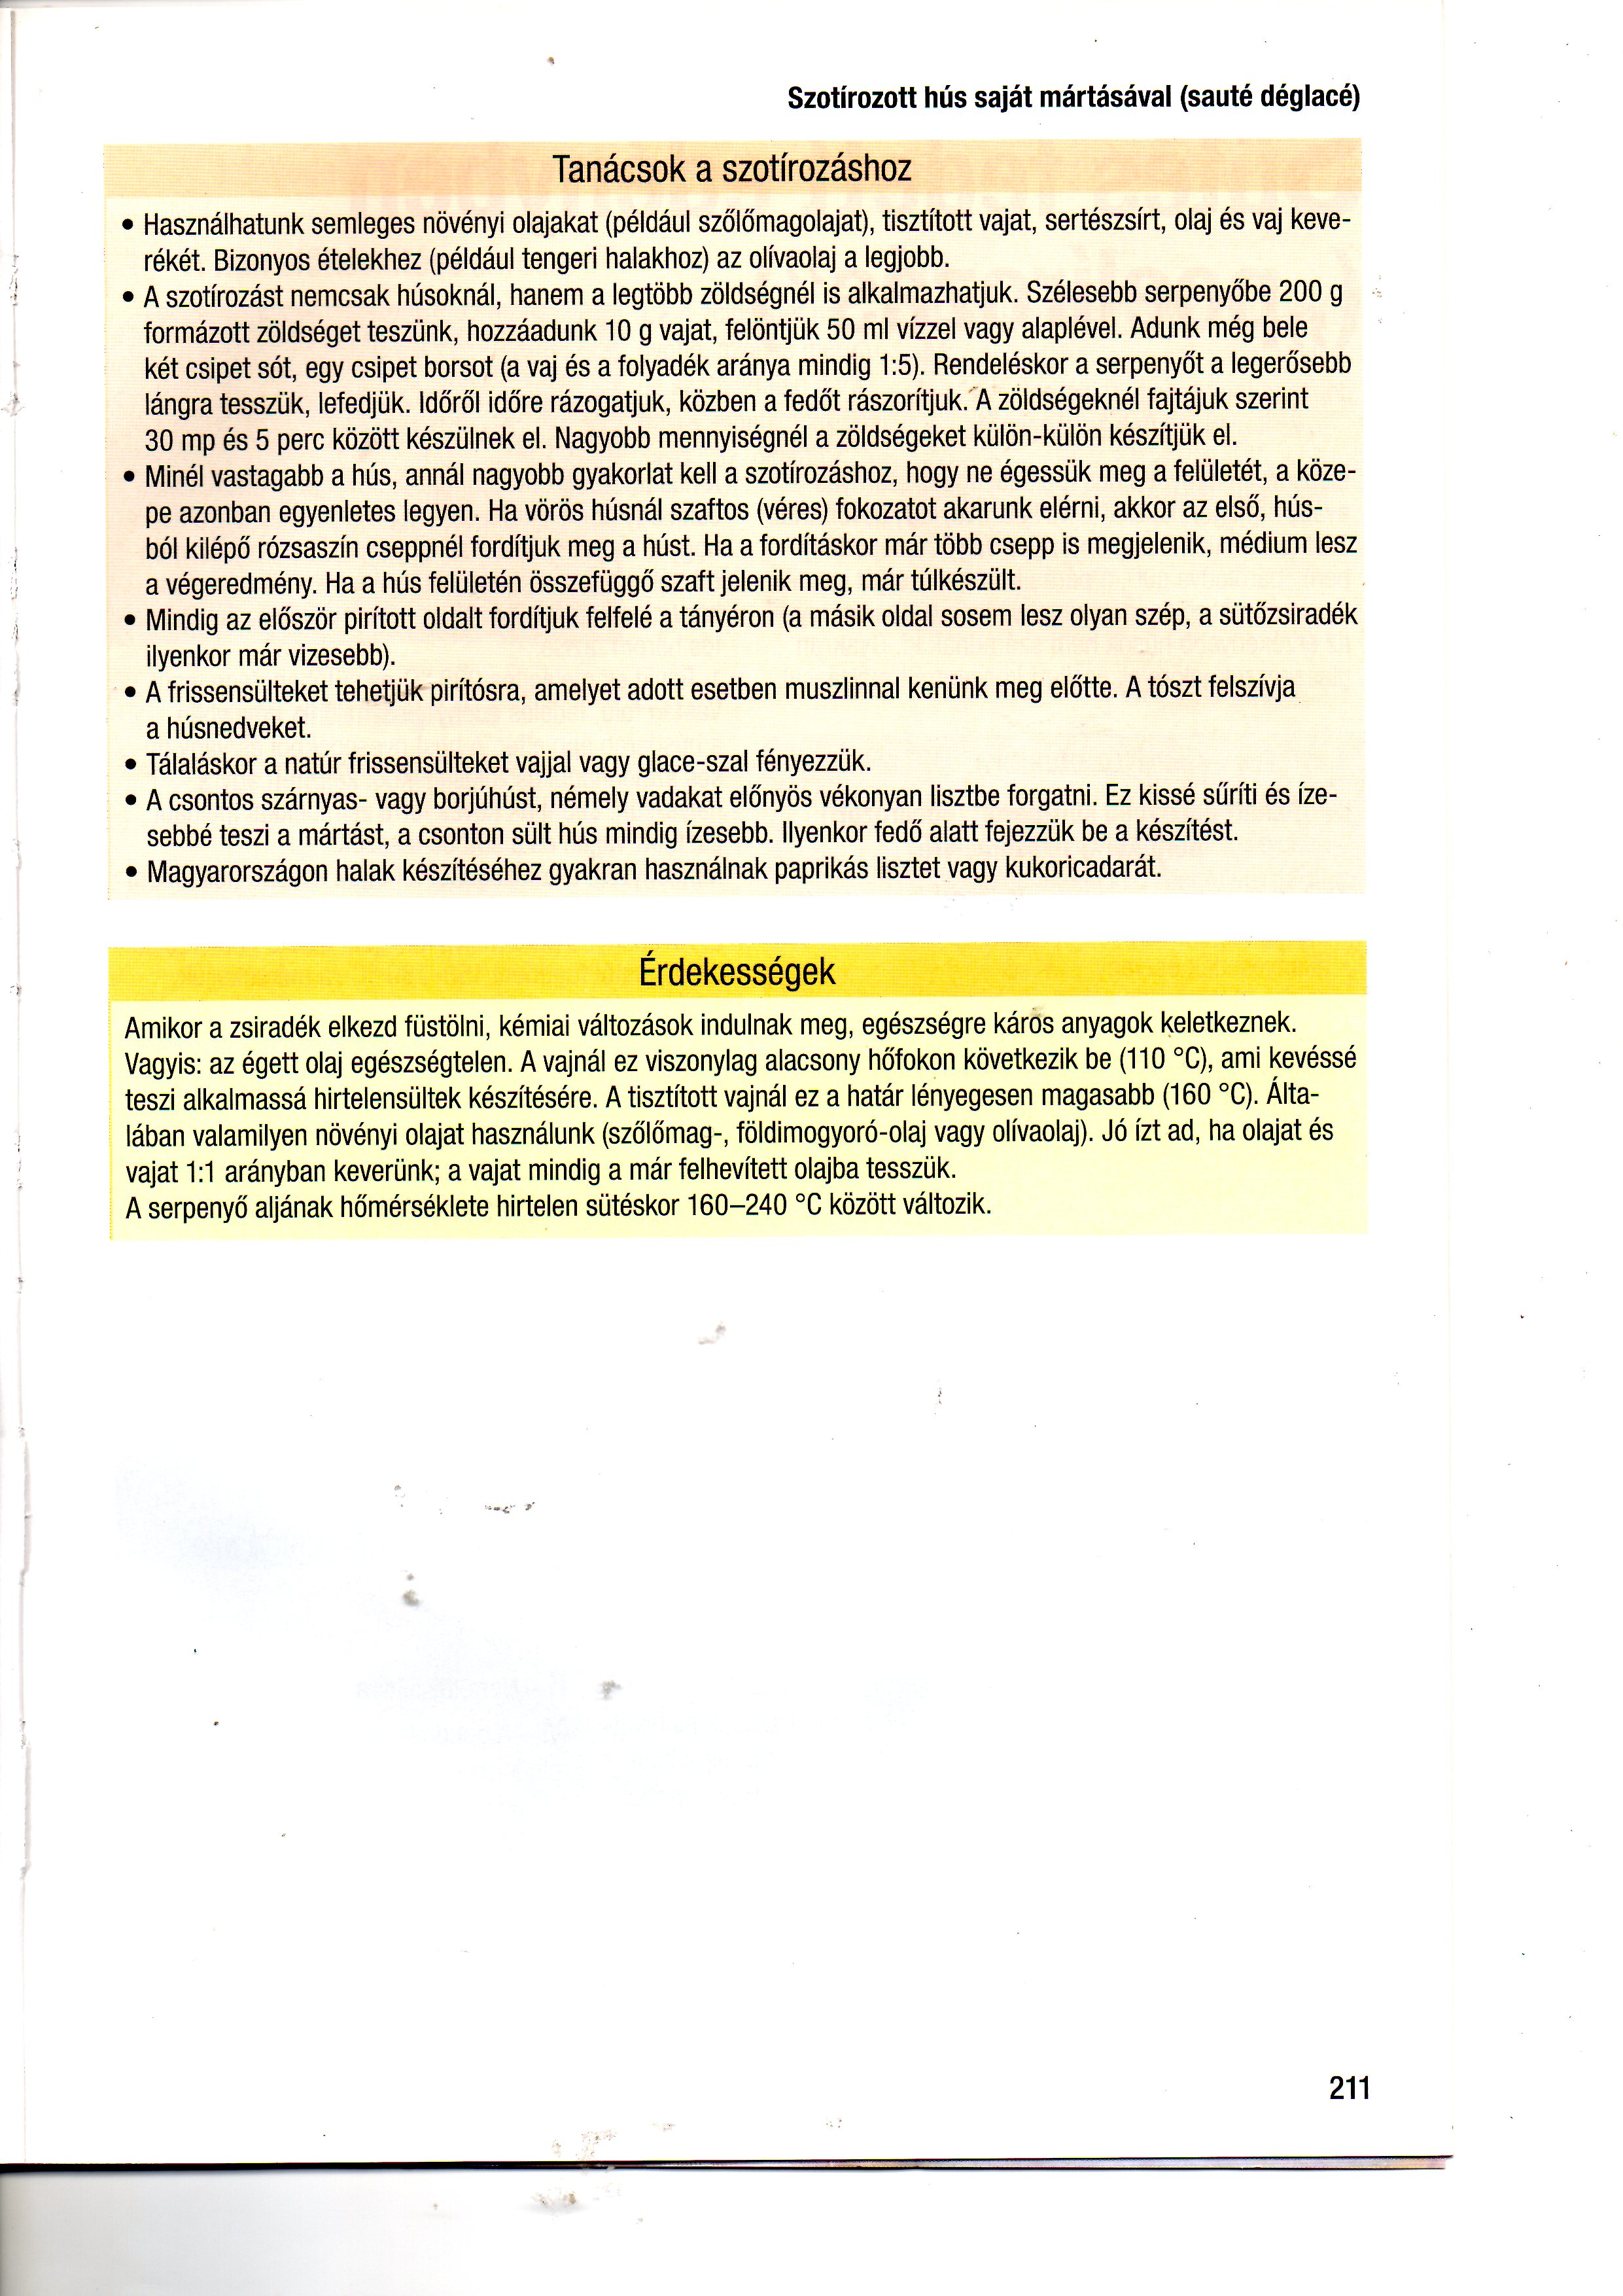 Szotírozott hús saját mártásával (sauté déglacé)
Tanácsok a szotírozáshoz
• Használhatunk semleges növényi olajakat (például szőlőmagolajat), tisztított vajat, sertészsírt, olaj és vaj keve-
rékét. Bizonyos ételekhez (például tengeri halakhoz) az olívaolaj a legjobb.
• A szotírozást nemcsak húsoknál, hanem a legtöbb zöldségnél is alkalmazhatjuk. Szélesebb serpenyőbe 200 g
formázott zöldséget teszünk, hozzáadunk 10 g vajat, felöntjük 50 ml vízzel vagy alaplével. Adunk még bele
két csipet sót, egy csipet borsot (a vaj és a folyadék aránya mindig 1:5). Rendeléskor a serpenyőt a legerősebb
lángra tesszük, lefedjük. Időről időre rázogatjuk, közben a fedőt rászorítjuk. A zöldségeknél fajtájuk szerint
30 mp és 5 perc között készülnek el. Nagyobb mennyiségnél a zöldségeket külön-külön készítjük el.
• Minél vastagabb a hús, annál nagyobb gyakorlat kell a szotírozáshoz, hogy ne égessük meg a felületét, a köze-
pe azonban egyenletes legyen. Ha vörös húsnál szaftos (véres) fokozatot akarunk elérni, akkor az első, hús-
ból kilépő rózsaszín cseppnél fordítjuk meg a húst. Ha a fordításkor már több csepp is megjelenik, médium lesz
a végeredmény. Ha a hús felületén összefüggő szaft jelenik meg, már túlkészült.
• Mindig az először pirított oldalt fordítjuk felfelé a tányéron (a másik oldal sosem lesz olyan szép, a sütőzsiradék
ilyenkor már vizesebb).
• A frissensülteket tehetjük pirítósra, amelyet adott esetben muszlinnal kenünk meg előtte. A tószt felszívja
a húsnedveket.
• Tálaláskor a natúr frissensülteket vajjal vagy glace-szal fényezzük.
• A csontos szárnyas- vagy borjúhúst, némely vadakat előnyös vékonyan lisztbe forgatni. Ez kissé sűríti és íze-
sebbé teszi a mártást, a csonton sült hús mindig ízesebb. Ilyenkor fedő alatt fejezzük be a készítést.
• Magyarországon halak készítéséhez gyakran használnak paprikás lisztet vagy kukoricadarát.
Érdekességek
Amikor a zsiradék elkezd füstölni, kémiai változások indulnak meg, egészségre káros anyagok keletkeznek.
Vagyis: az égett olaj egészségtelen. A vajnál ez viszonylag alacsony hőfokon következik be (110 °C), ami kevéssé
teszi alkalmassá hirtelensültek készítésére. A tisztított vajnál ez a határ lényegesen magasabb (160 °C). Álta-
lában valamilyen növényi olajat használunk (szőlőmag-, földimogyoró-olaj vagy olívaolaj). Jó ízt ad, ha olajat és
vajat 1:1 arányban keverünk; a vajat mindig a már felhevített olajba tesszük.
A serpenyő aljának hőmérséklete hirtelen sütéskor 160–240 °C között változik.
211